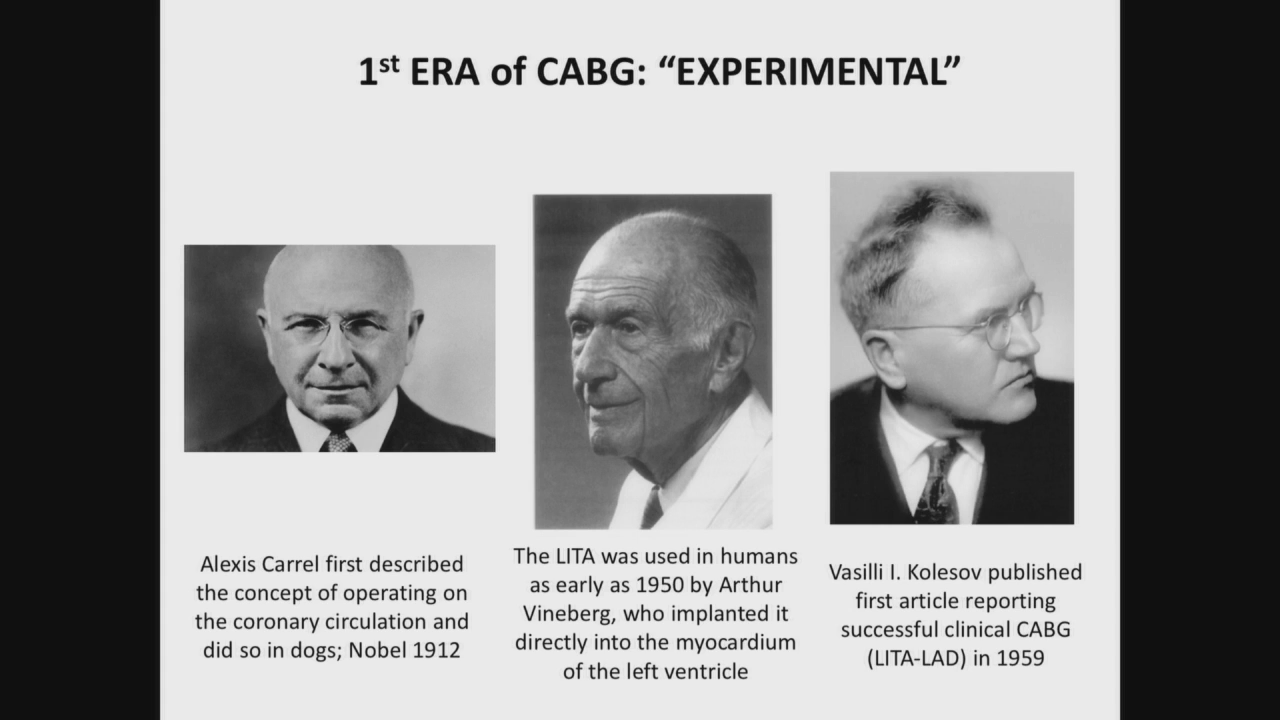 1st ERA of CABG: “EXPERIMENTAL”
Alexis Carrel first described
the concept of operating on
the coronary circulation and
did so in dogs; Nobel 1912
The LITA was used in humans
as early as 1950 by Arthur
Vineberg, who implanted it
directly into the myocardium
of the left ventricle
Vasilli I. Kolesov published
first article reporting
successful clinical CABG
(LITA-LAD) in 1959